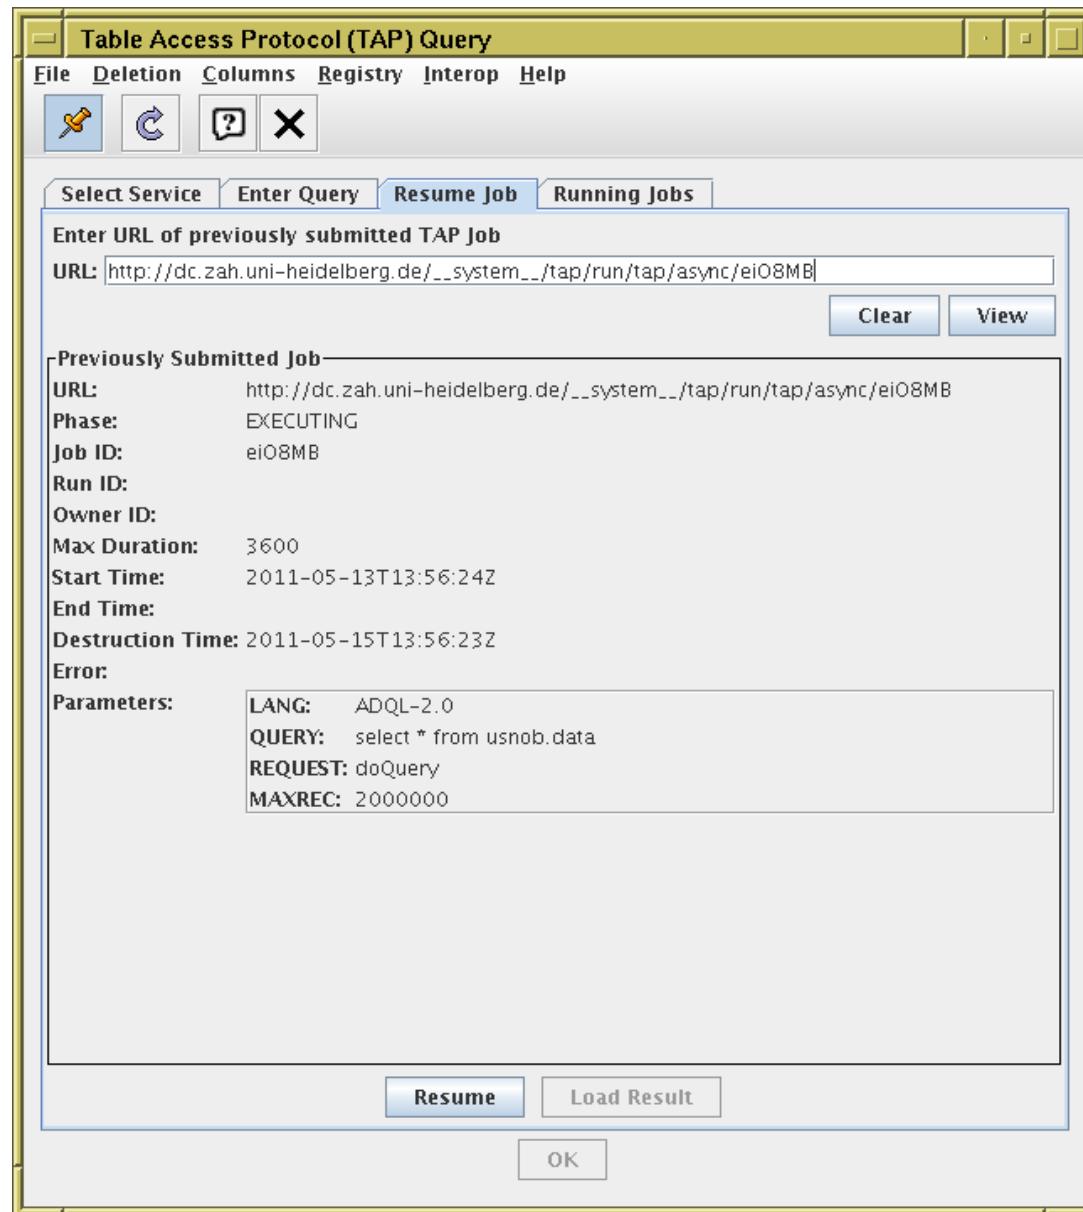 Table Access Protocol (TAP) Query
File Deletion Columns Registry Interop Help
Select Service Enter Query Resume Job Running Jobs
Enter URL of previously submitted TAP Job
URL: http://dc.zah.uni-heidelberg.de/__system__/tap/run/tap/async/eiO8MB
Clear View
Previously Submitted Job
URL: http://dc.zah.uni-heidelberg.de/__system__/tap/run/tap/async/eiO8MB
Phase: EXECUTING
Job ID: eiO8MB
Run ID:
Owner ID:
Max Duration: 3600
Start Time: 2011-05-13T13:56:24Z
End Time:
Destruction Time: 2011-05-15T13:56:23Z
Error:
Parameters: LANG: ADQL-2.0
QUERY: select * from usnob.data
REQUEST: doQuery
MAXREC: 2000000
Resume Load Result
OK